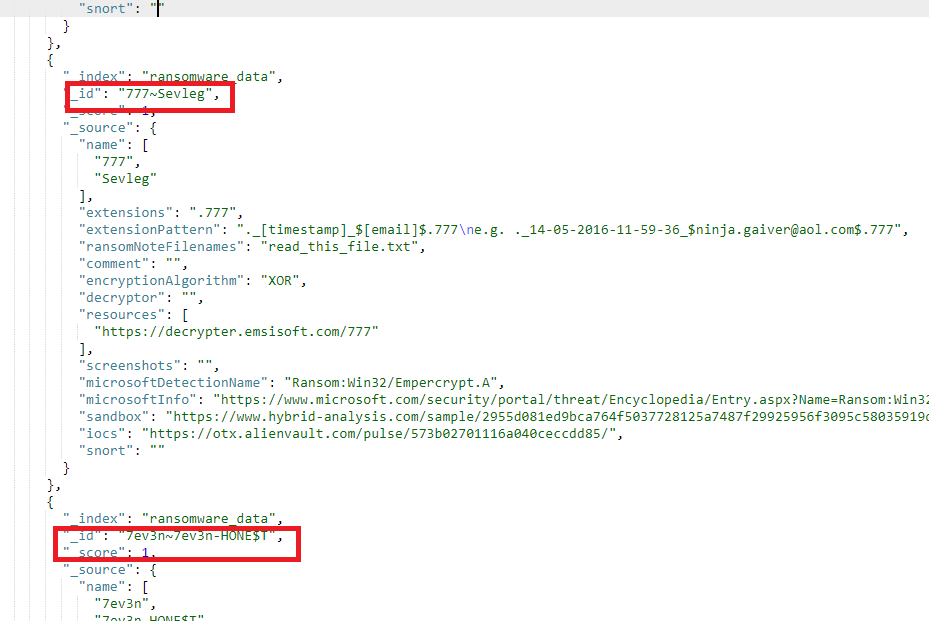 "snort": ""
}
},
{
"_index": "ransomware_data",
"_id": "777~Sevleg",
"_score": 1,
"_source": {
"name": [
"777",
"Sevleg"
],
"extensions": ".777",
"extensionPattern": "._[timestamp]_$[email]$.777\ne.g. ._14-05-2016-11-59-36_$ninja.gaiver@aol.com$.777",
"ransomNoteFilenames": "read_this_file.txt",
"comment": "",
"encryptionAlgorithm": "XOR",
"decryptor": "",
"resources": [
"https://decrypter.emsisoft.com/777"
],
"screenshots": "",
"microsoftDetectionName": "Ransom:Win32/Empercrypt.A",
"microsoftInfo": "https://www.microsoft.com/security/portal/threat/Encyclopedia/Entry.aspx?Name=Ransom:Win32
"sandbox": "https://www.hybrid-analysis.com/sample/2955d081ed9bca764f5037728125a7487f29925956f3095c58035919d
"iocs": "https://otx.alienvault.com/pulse/573b02701116a040ceccdd85/",
"snort": ""
}
},
{
"_index": "ransomware_data",
"_id": "7ev3n~7ev3n-HONE$T",
"_score": 1,
"_source": {
"name": [
"7ev3n",
"7ev3n-HONE$T"